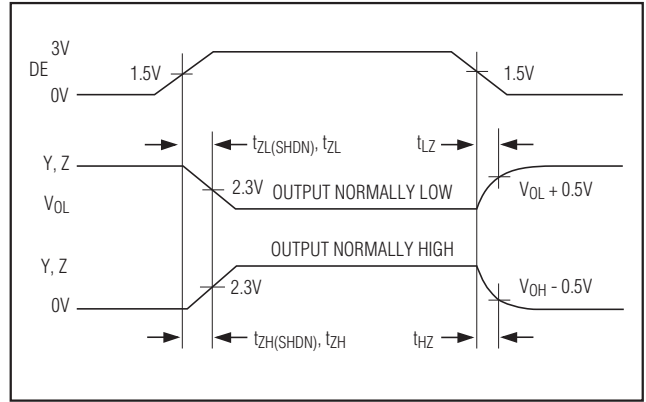 3V
DE
1.5V
1.5V
0V
tZL(SHDN), tZL
tLZ
Y, Z
2.3V
OUTPUT NORMALLY LOW
VOL + 0.5V
VOL
OUTPUT NORMALLY HIGH
Y, Z
2.3V
VOH - 0.5V
0V
tZH(SHDN), tZH
tHZ